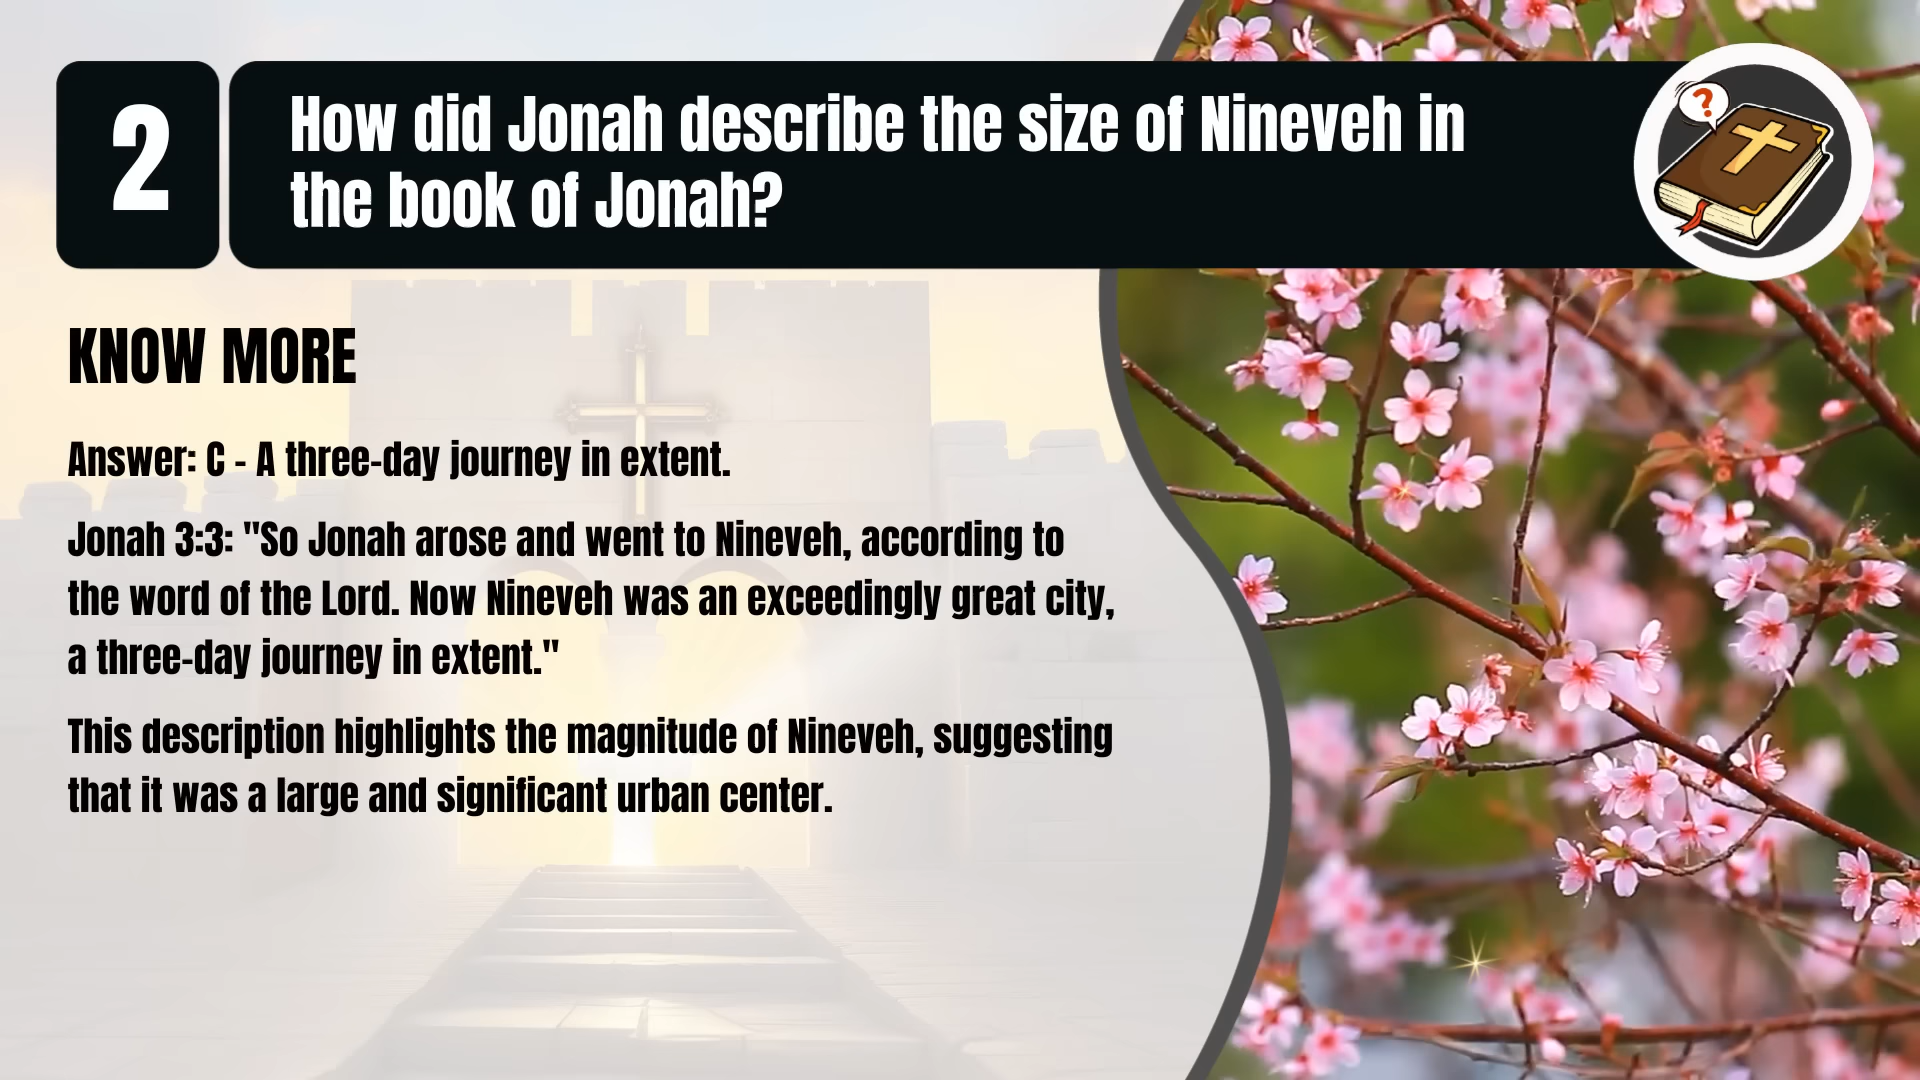 2
How did Jonah describe the size of Nineveh in
the book of Jonah?
?
KNOW MORE
Answer: C - A three-day journey in extent.
Jonah 3:3: "So Jonah arose and went to Nineveh, according to
the word of the Lord. Now Nineveh was an exceedingly great city,
a three-day journey in extent."
This description highlights the magnitude of Nineveh, suggesting
that it was a large and significant urban center.